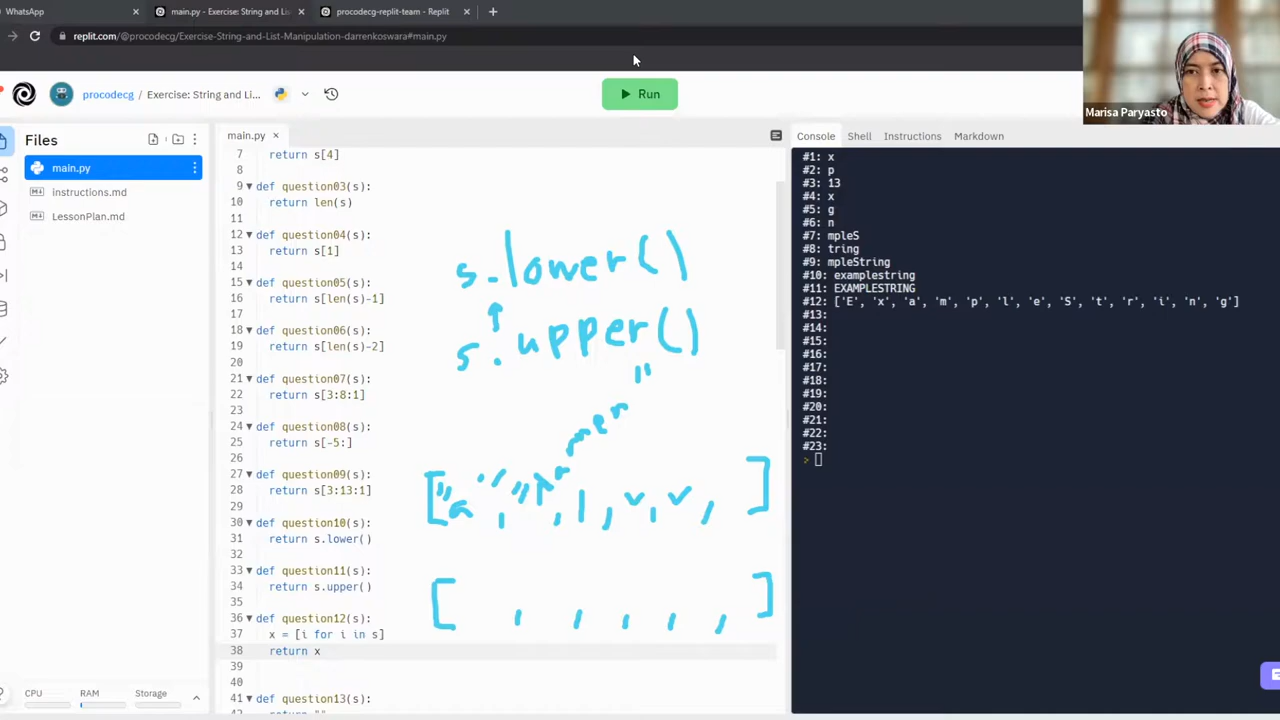 WhatsApp
main.py - Exercise: String and Lis
procodecg-replit-team - Replit
replit.com/@procodecg/Exercise-String-and-List-Manipulation-darrenkoswara#main.py
Marisa Paryasto
procodecg / Exercise: String and Li...
Run
Files
main.py
instructions.md
LessonPlan.md
CPU RAM Storage
main.py
7 return s[4]
8
9 def question03(s):
10 return len(s)
11
12 def question04(s):
13 return s[1]
14
15 def question05(s):
16 return s[len(s)-1]
17
18 def question06(s):
19 return s[len(s)-2]
20
21 def question07(s):
22 return s[3:8:1]
23
24 def question08(s):
25 return s[-5:]
26
27 def question09(s):
28 return s[3:13:1]
29
30 def question10(s):
31 return s.lower()
32
33 def question11(s):
34 return s.upper()
35
36 def question12(s):
37 x = [i for i in s]
38 return x
39
40
41 def question13(s):
42 return ""
s.lower()
s.upper()
Console Shell Instructions Markdown
#1: x
#2: p
#3: 13
#4: x
#5: g
#6: n
#7: mpleS
#8: tring
#9: mpleString
#10: examplestring
#11: EXAMPLESTRING
#12: ['E', 'x', 'a', 'm', 'p', 'l', 'e', 'S', 't', 'r', 'i', 'n', 'g']
#13:
#14:
#15:
#16:
#17:
#18:
#19:
#20:
#21:
#22:
#23:
>